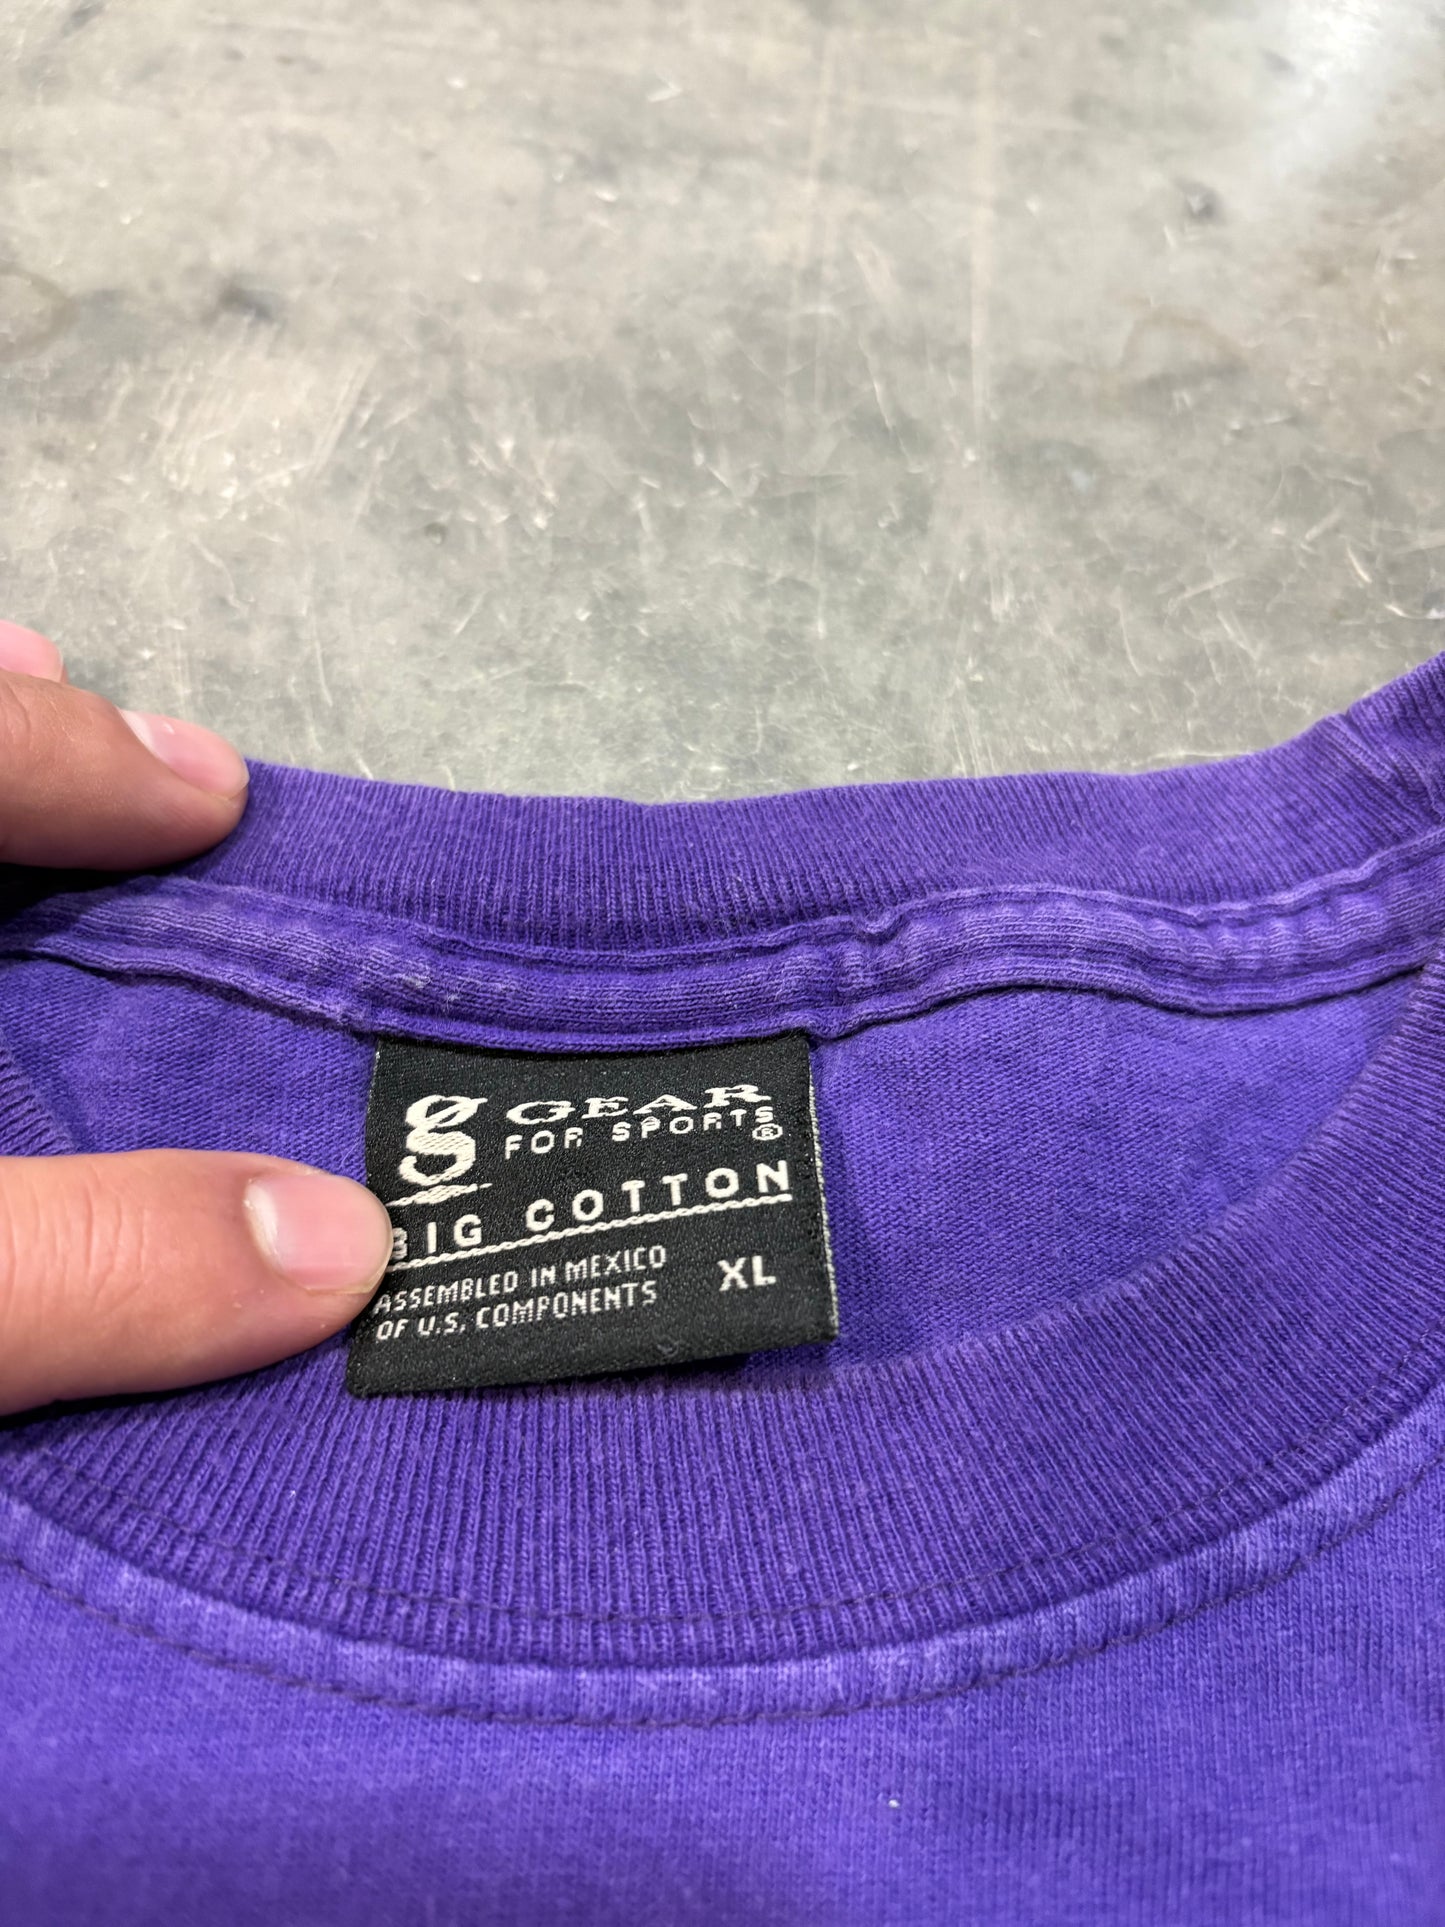 g GEAR
FOR SPORTS®
BIG COTTON
ASSEMBLED IN MEXICO
OF U.S. COMPONENTS
XL